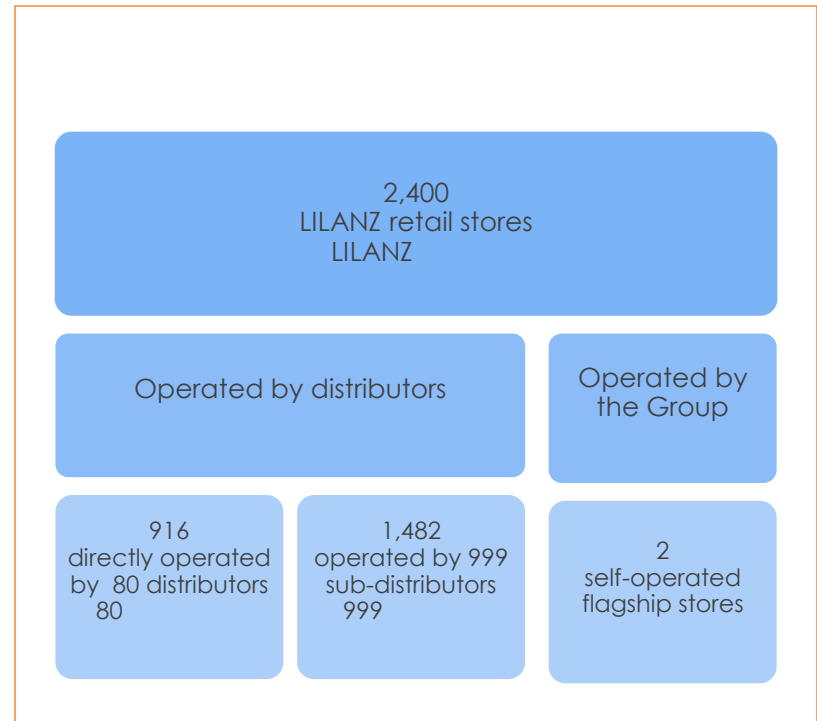 2,400
LILANZ retail stores
LILANZ
Operated by distributors
Operated by
the Group
916
directly operated
by 80 distributors
80
1,482
operated by 999
sub-distributors
999
2
self-operated
flagship stores